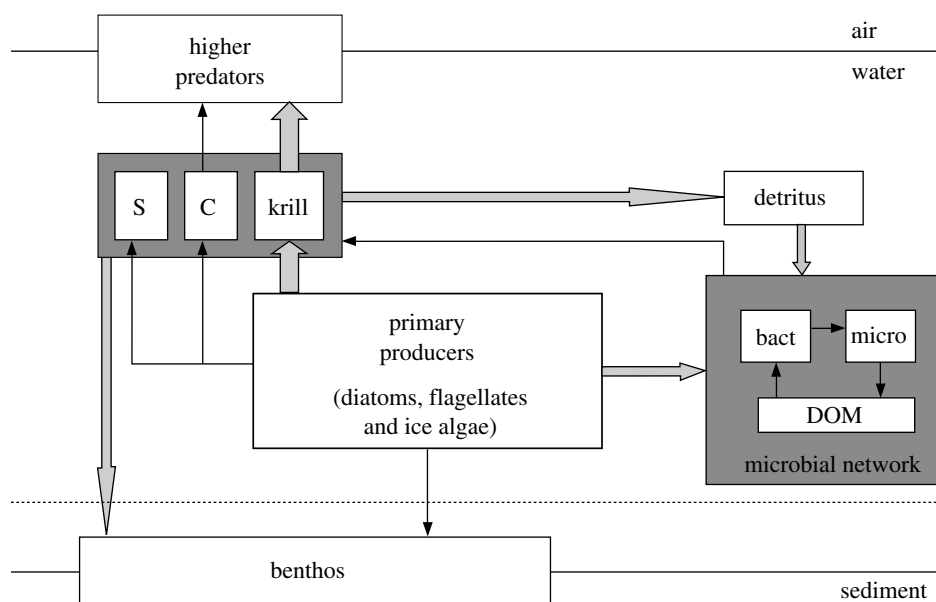 air
higher
predators
water
S
C
krill
detritus
primary
producers
(diatoms, flagellates
and ice algae)
bact
micro
DOM
microbial network
benthos
sediment